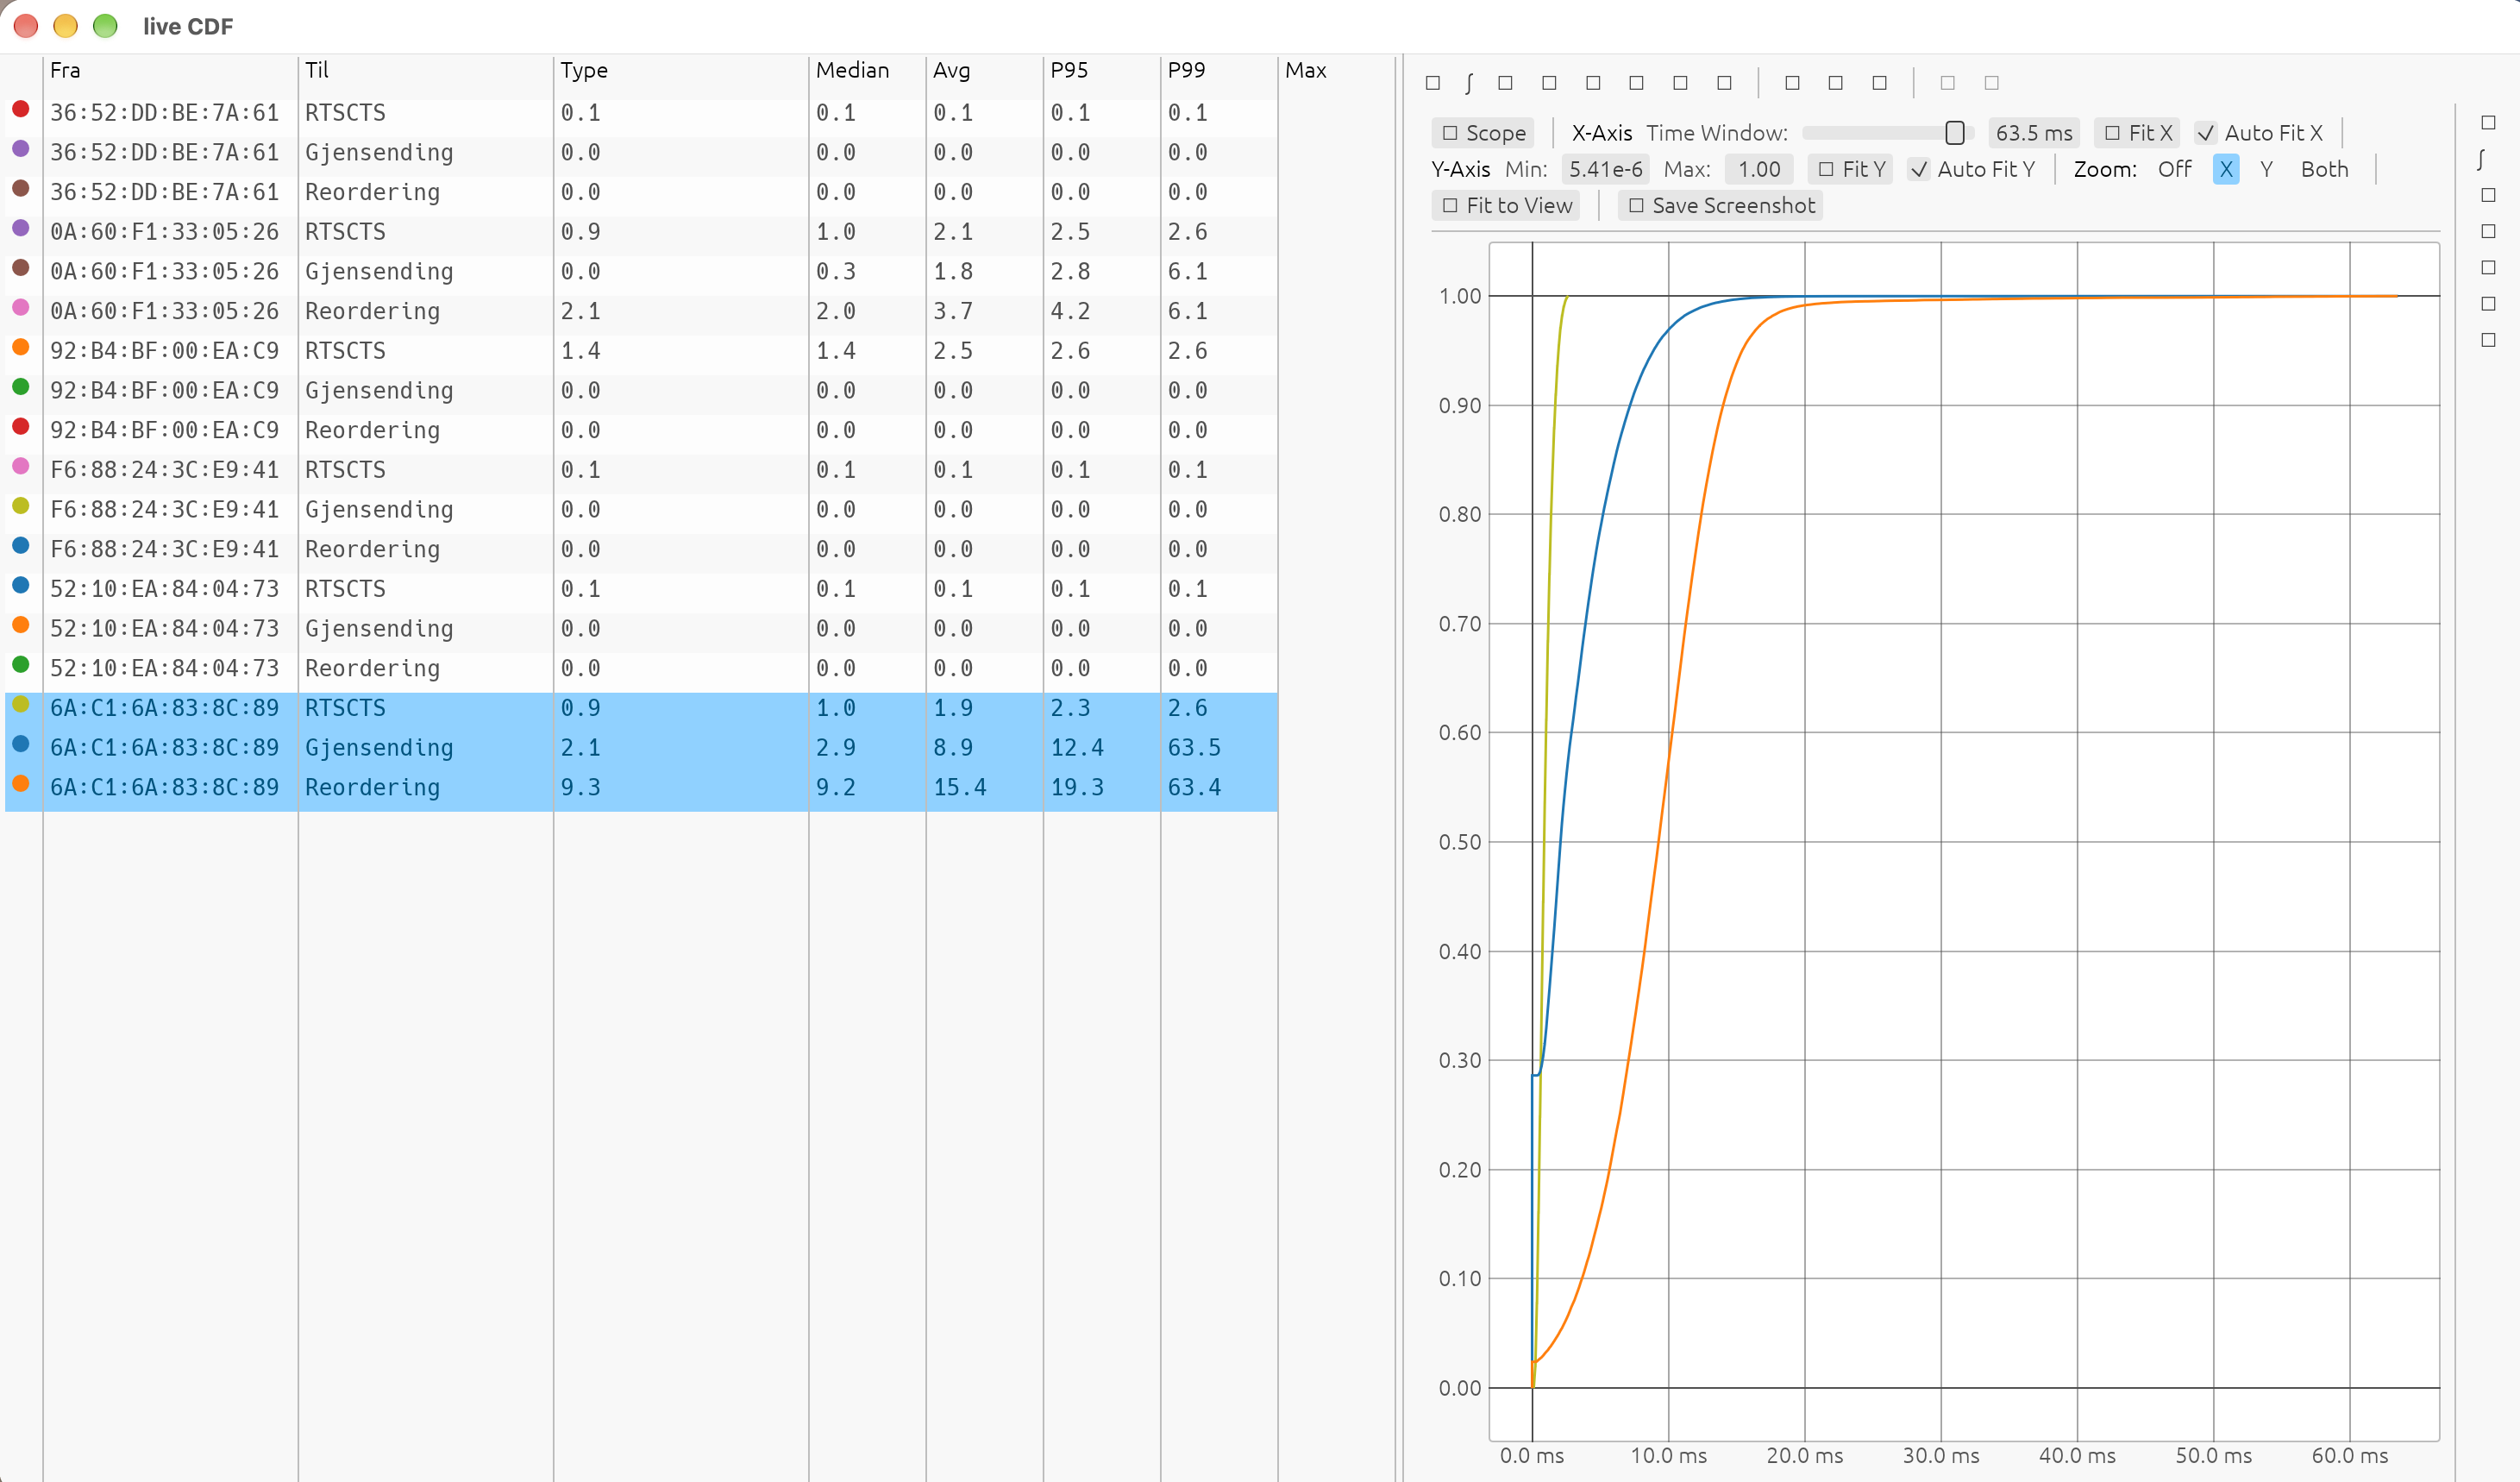 live CDF
Fra Til Type Median Avg P95 P99 Max
36:52:DD:BE:7A:61 RTSCTS 0.1 0.1 0.1 0.1 0.1
36:52:DD:BE:7A:61 Gjensending 0.0 0.0 0.0 0.0 0.0
36:52:DD:BE:7A:61 Reordering 0.0 0.0 0.0 0.0 0.0
0A:60:F1:33:05:26 RTSCTS 0.9 1.0 2.1 2.5 2.6
0A:60:F1:33:05:26 Gjensending 0.0 0.3 1.8 2.8 6.1
0A:60:F1:33:05:26 Reordering 2.1 2.0 3.7 4.2 6.1
92:B4:BF:00:EA:C9 RTSCTS 1.4 1.4 2.5 2.6 2.6
92:B4:BF:00:EA:C9 Gjensending 0.0 0.0 0.0 0.0 0.0
92:B4:BF:00:EA:C9 Reordering 0.0 0.0 0.0 0.0 0.0
F6:88:24:3C:E9:41 RTSCTS 0.1 0.1 0.1 0.1 0.1
F6:88:24:3C:E9:41 Gjensending 0.0 0.0 0.0 0.0 0.0
F6:88:24:3C:E9:41 Reordering 0.0 0.0 0.0 0.0 0.0
52:10:EA:84:04:73 RTSCTS 0.1 0.1 0.1 0.1 0.1
52:10:EA:84:04:73 Gjensending 0.0 0.0 0.0 0.0 0.0
52:10:EA:84:04:73 Reordering 0.0 0.0 0.0 0.0 0.0
6A:C1:6A:83:8C:89 RTSCTS 0.9 1.0 1.9 2.3 2.6
6A:C1:6A:83:8C:89 Gjensending 2.1 2.9 8.9 12.4 63.5
6A:C1:6A:83:8C:89 Reordering 9.3 9.2 15.4 19.3 63.4
∫
Scope X-Axis Time Window: 63.5 ms Fit X Auto Fit X
Y-Axis Min: 5.41e-6 Max: 1.00 Fit Y Auto Fit Y Zoom: Off X Y Both
Fit to View Save Screenshot
∫
1.00
0.90
0.80
0.70
0.60
0.50
0.40
0.30
0.20
0.10
0.00
0.0 ms 10.0 ms 20.0 ms 30.0 ms 40.0 ms 50.0 ms 60.0 ms